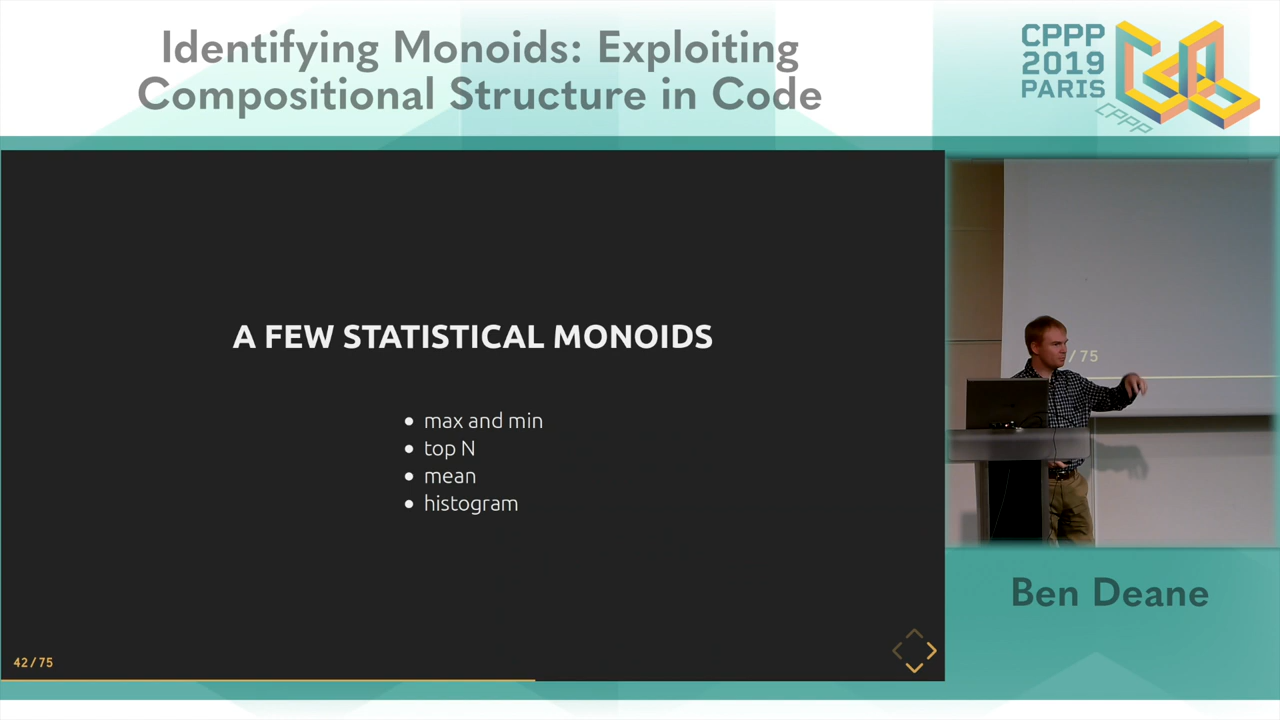 Identifying Monoids: Exploiting
Compositional Structure in Code
CPPP
2019
PARIS
CPPP
A FEW STATISTICAL MONOIDS
• max and min
• top N
• mean
• histogram
/ 75
Ben Deane
42 / 75